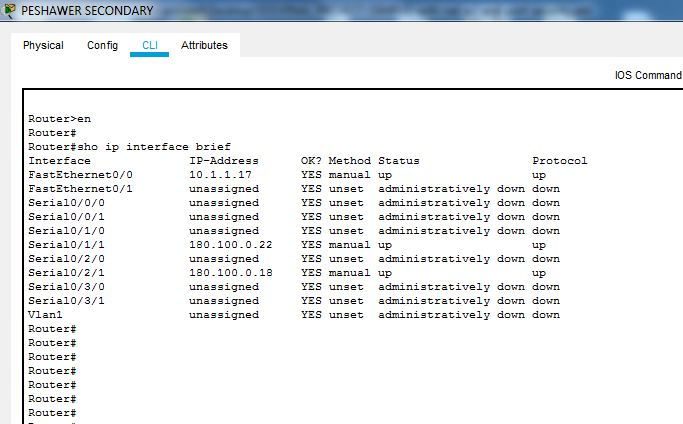 PESHAWER SECONDARY
Physical Config CLI Attributes
IOS Command
Router>en
Router#
Router#sho ip interface brief
Interface IP-Address OK? Method Status Protocol
FastEthernet0/0 10.1.1.17 YES manual up up
FastEthernet0/1 unassigned YES unset administratively down down
Serial0/0/0 unassigned YES unset administratively down down
Serial0/0/1 unassigned YES unset administratively down down
Serial0/1/0 unassigned YES unset administratively down down
Serial0/1/1 180.100.0.22 YES manual up up
Serial0/2/0 unassigned YES unset administratively down down
Serial0/2/1 180.100.0.18 YES manual up up
Serial0/3/0 unassigned YES unset administratively down down
Serial0/3/1 unassigned YES unset administratively down down
Vlan1 unassigned YES unset administratively down down
Router#
Router#
Router#
Router#
Router#
Router#
Router#